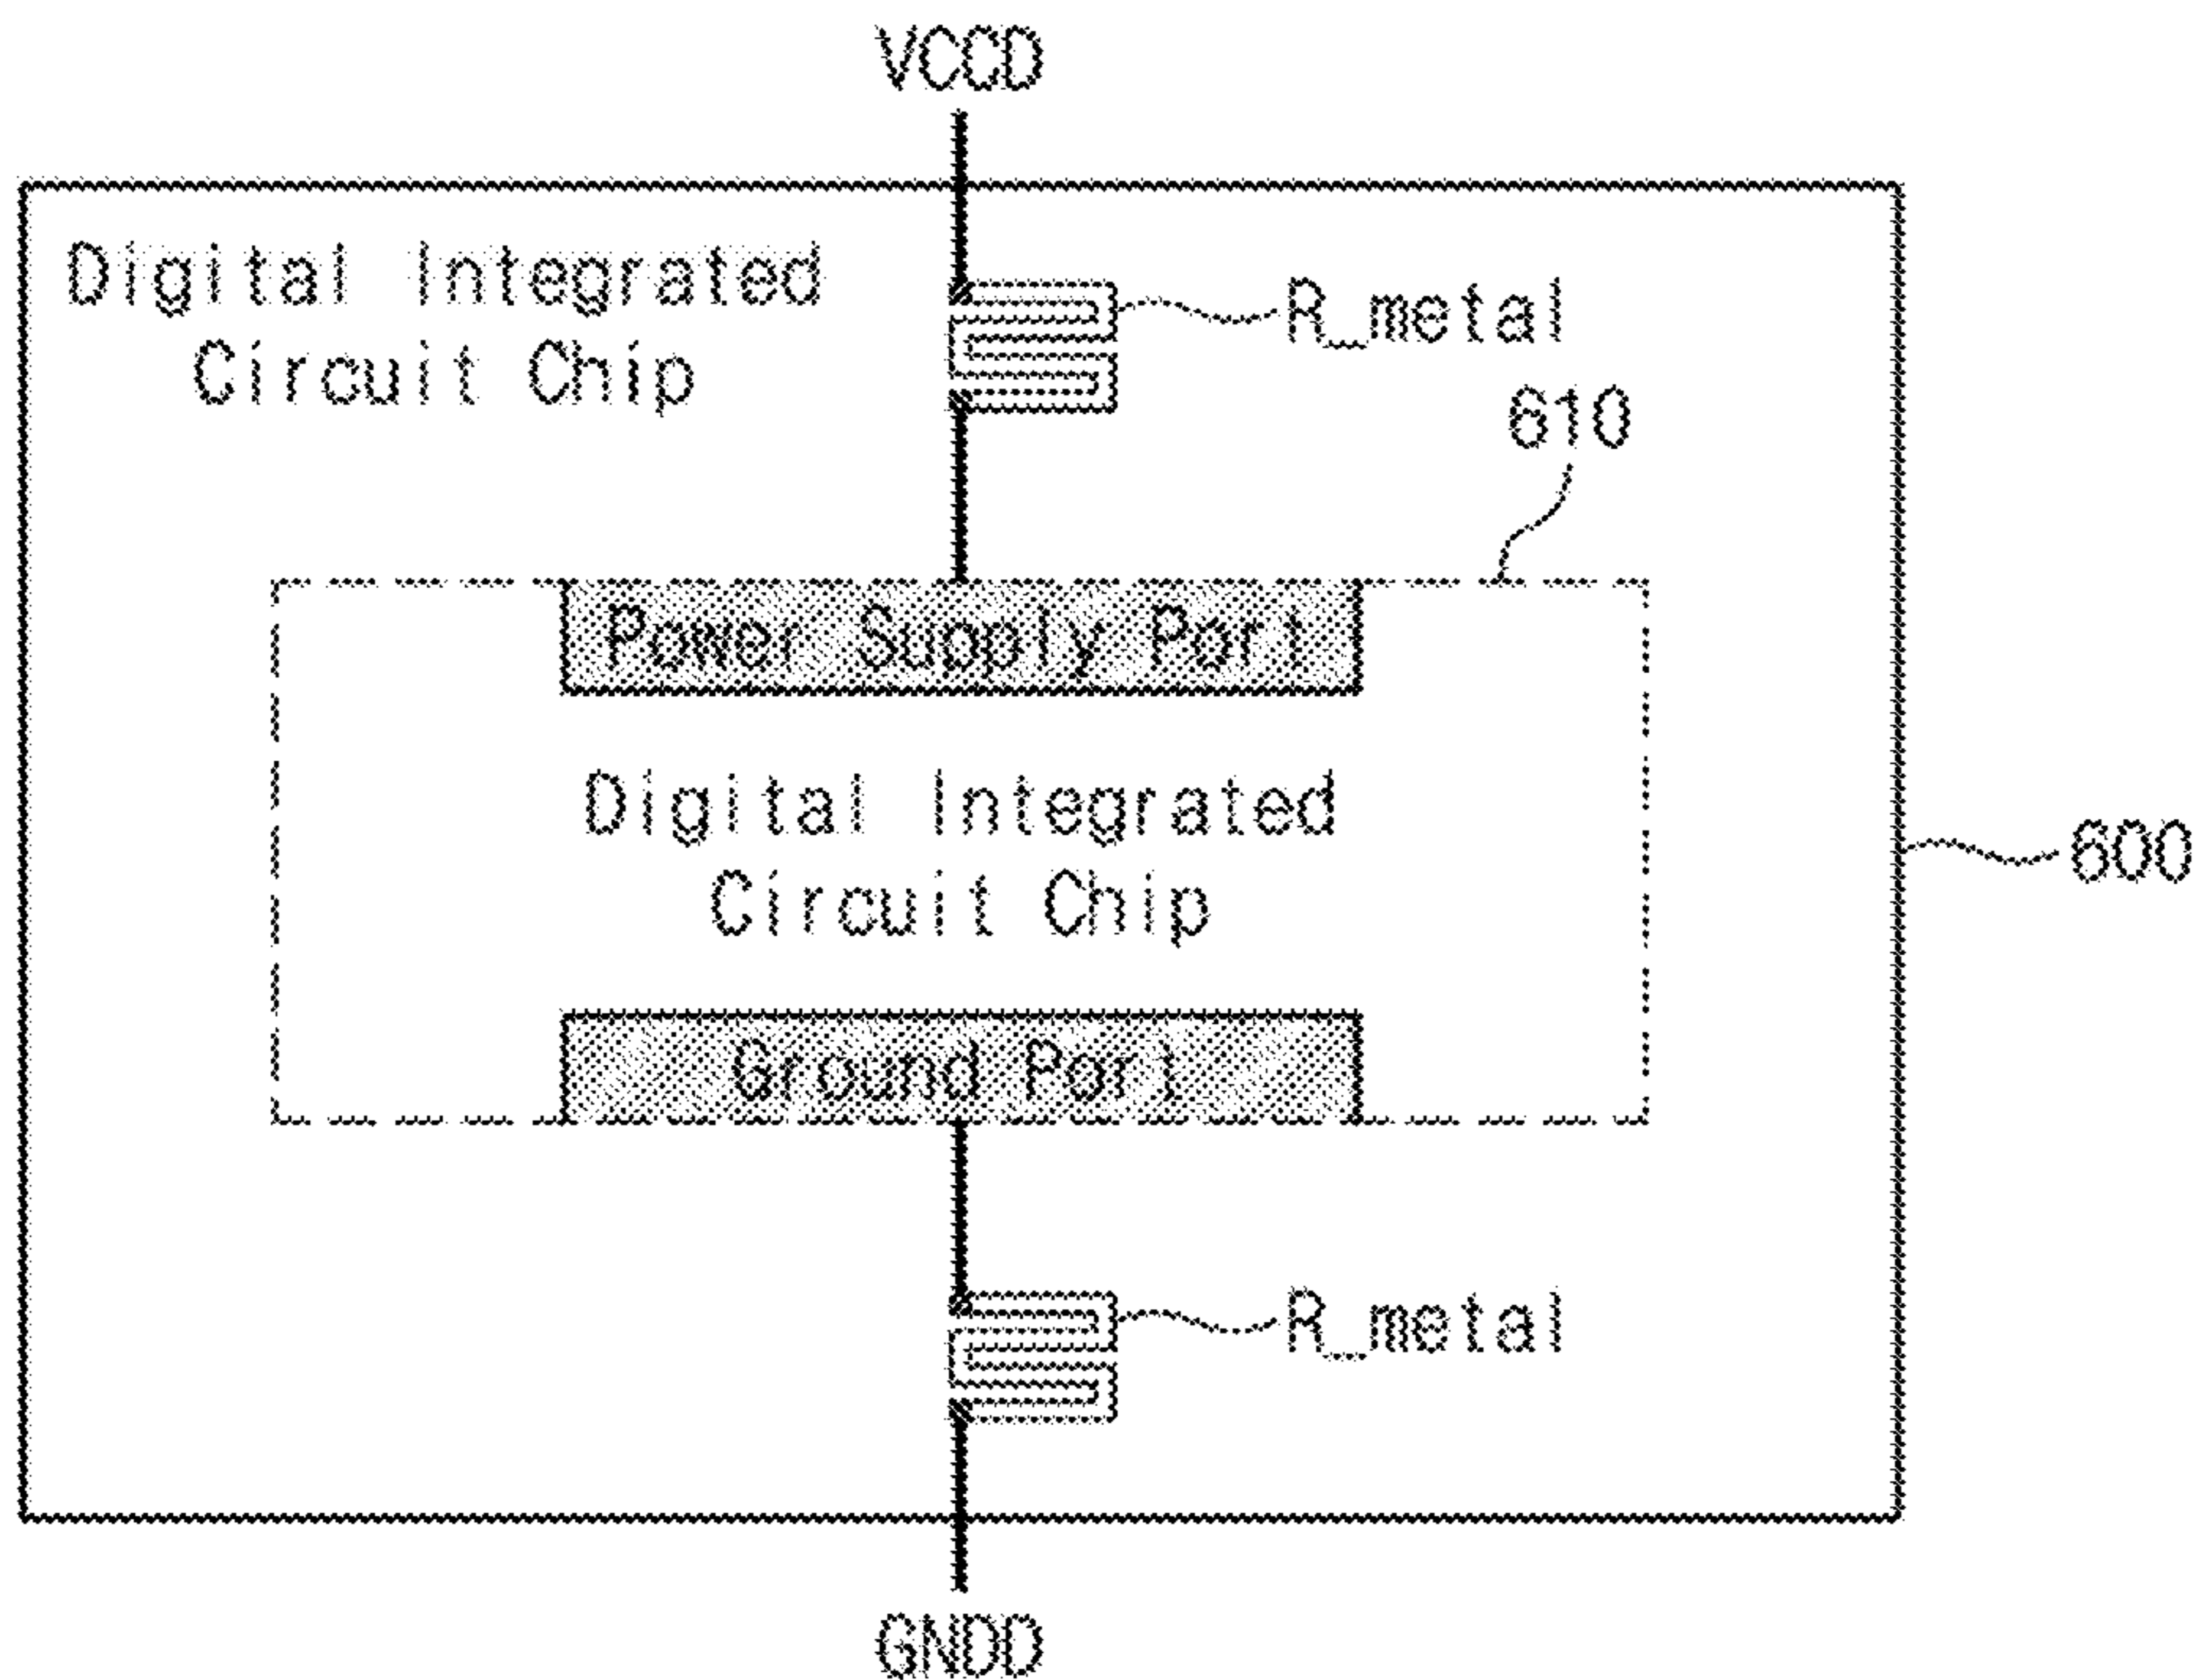 VCCD
Digital Integrated
Circuit Chip
R_metal
610
Power Supply Port
Digital Integrated
Circuit Chip
600
Ground Port
R_metal
GNDD